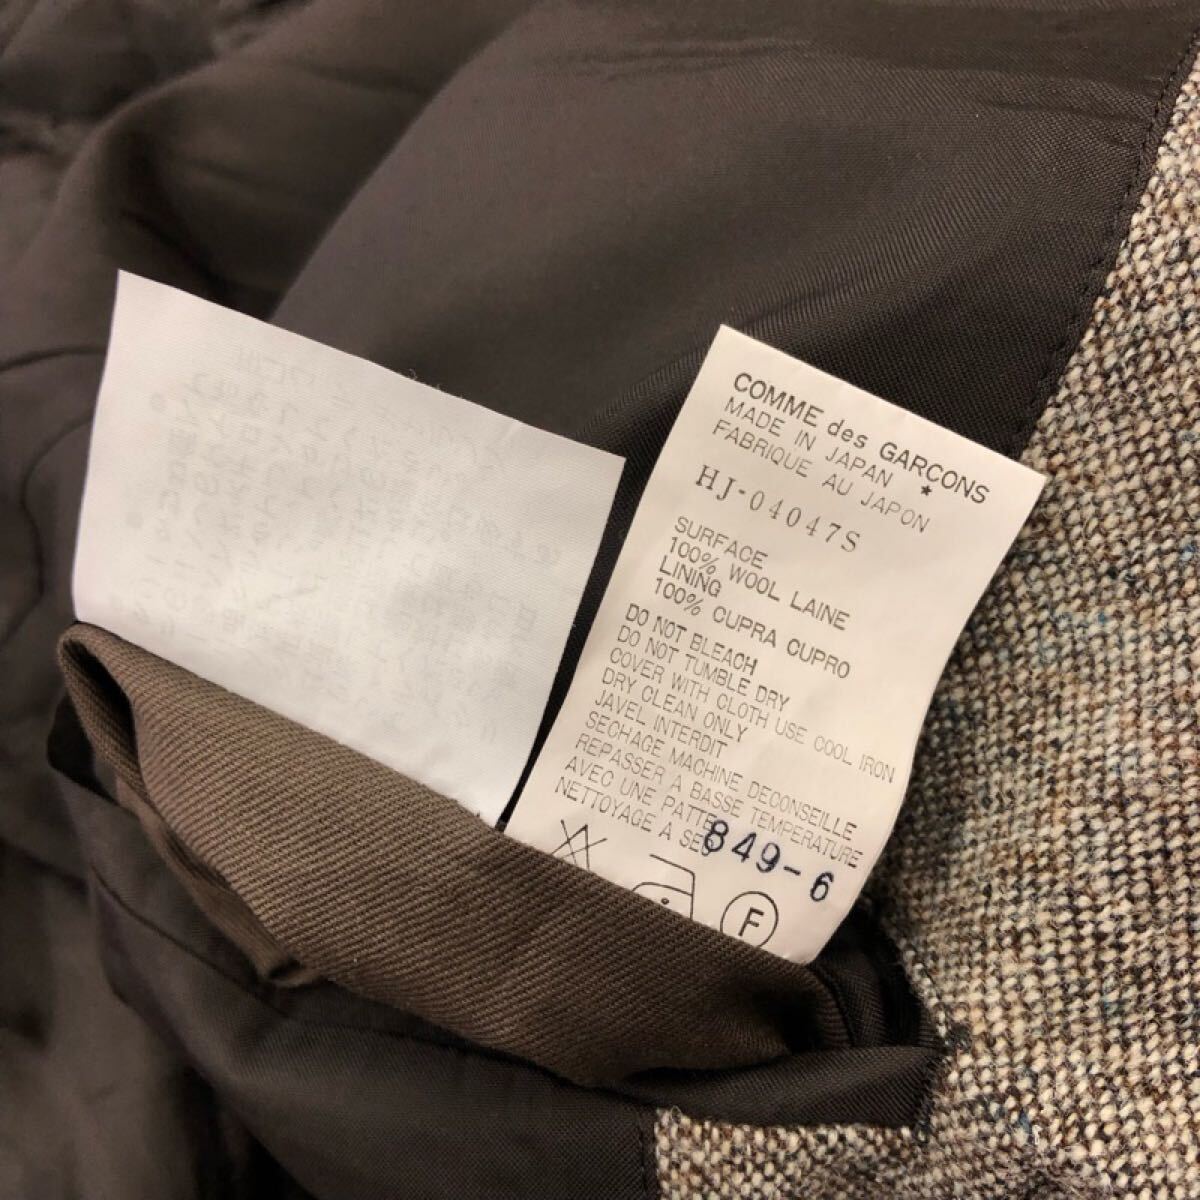 COMME des GARCONS
MADE IN JAPAN ★
FABRIQUE AU JAPON
HJ-04047S
SURFACE
100% WOOL LAINE
LINING
100% CUPRA CUPRO
DO NOT BLEACH
DO NOT TUMBLE DRY
COVER WITH CLOTH USE COOL IRON
DRY CLEAN ONLY
JAVEL INTERDIT
SECHAGE MACHINE DECONSEILLE
REPASSER A BASSE TEMPERATURE
AVEC UNE PATTE
NETTOYAGE A SEC
849-6
F